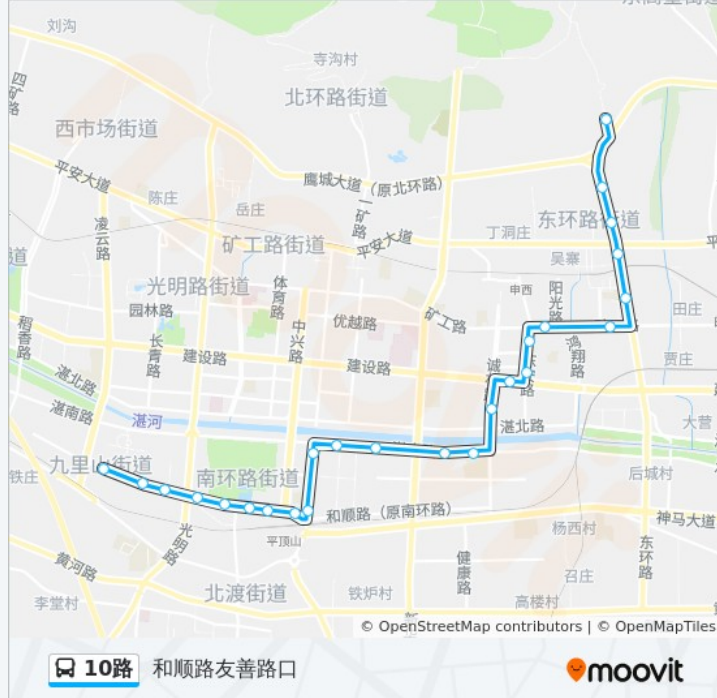 刘沟
寺沟村
四矿路
北环路街道
西市场街道
平安大道
鹰城大道（原北环路）
陈庄
岳庄
二矿路
东环路街道
凌云路
矿工路街道
平安大道
丁洞庄
吴寨
道
光明路街道
体育路
申西
阳光路
园林路
优越路
矿工路
田庄
稻香路
长青路
中兴路
鸿翔路
建设路
建设路
贾庄
湛北路
湛南路
湛河
湛北路
大营
九里山街道
南环路街道
后城村
铁庄
和顺路（原南环路）
神马大道
光明路
杨西村
平顶山
黄河路
健康路
东环路
召庄
北渡街道
铁炉村
李堂村
高楼村
© OpenStreetMap contributors | © OpenMapTiles
10路 和顺路友善路口
moovit